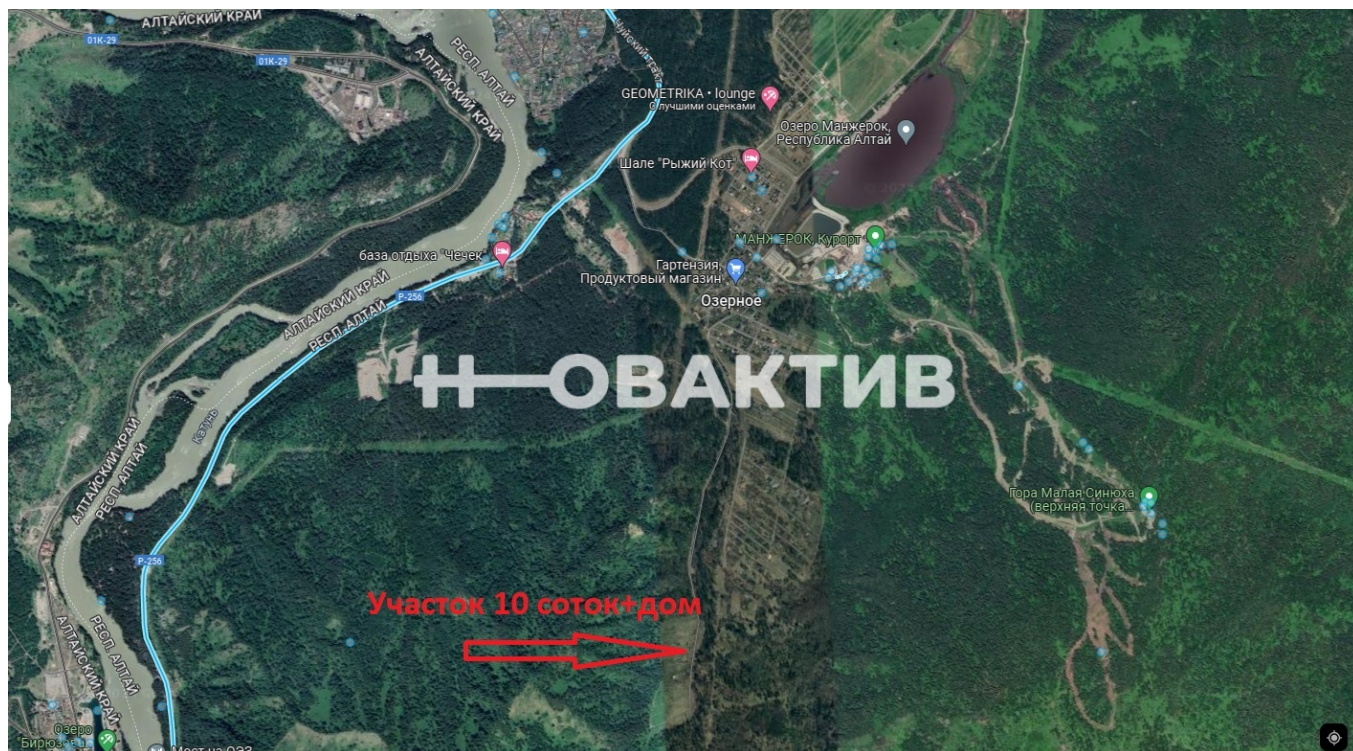 АЛТАЙСКИЙ КРАЙ
01К-29
01К-29
РЕСП. АЛТАЙ
АЛТАЙСКИЙ КРАЙ
Чуйский тракт
GEOMETRIKA • lounge
С лучшими оценками
Озеро Манжерок,
Республика Алтай
Шале "Рыжий Кот"
МАНЖЕРОК, Курорт
база отдыха "Чечек"
Гартензия,
Продуктовый магазин
Озерное
Р-256
АЛТАЙСКИЙ КРАЙ
РЕСП. АЛТАЙ
НОВАКТИВ
Катунь
АЛТАЙСКИЙ КРАЙ
РЕСП. АЛТАЙ
Гора Малая Синюха
(верхняя точка...
Р-256
Участок 10 соток+дом
РЕСП. АЛТАЙ
АЛТАЙСКИЙ КРАЙ
Озеро
Мост на ОЭЗ